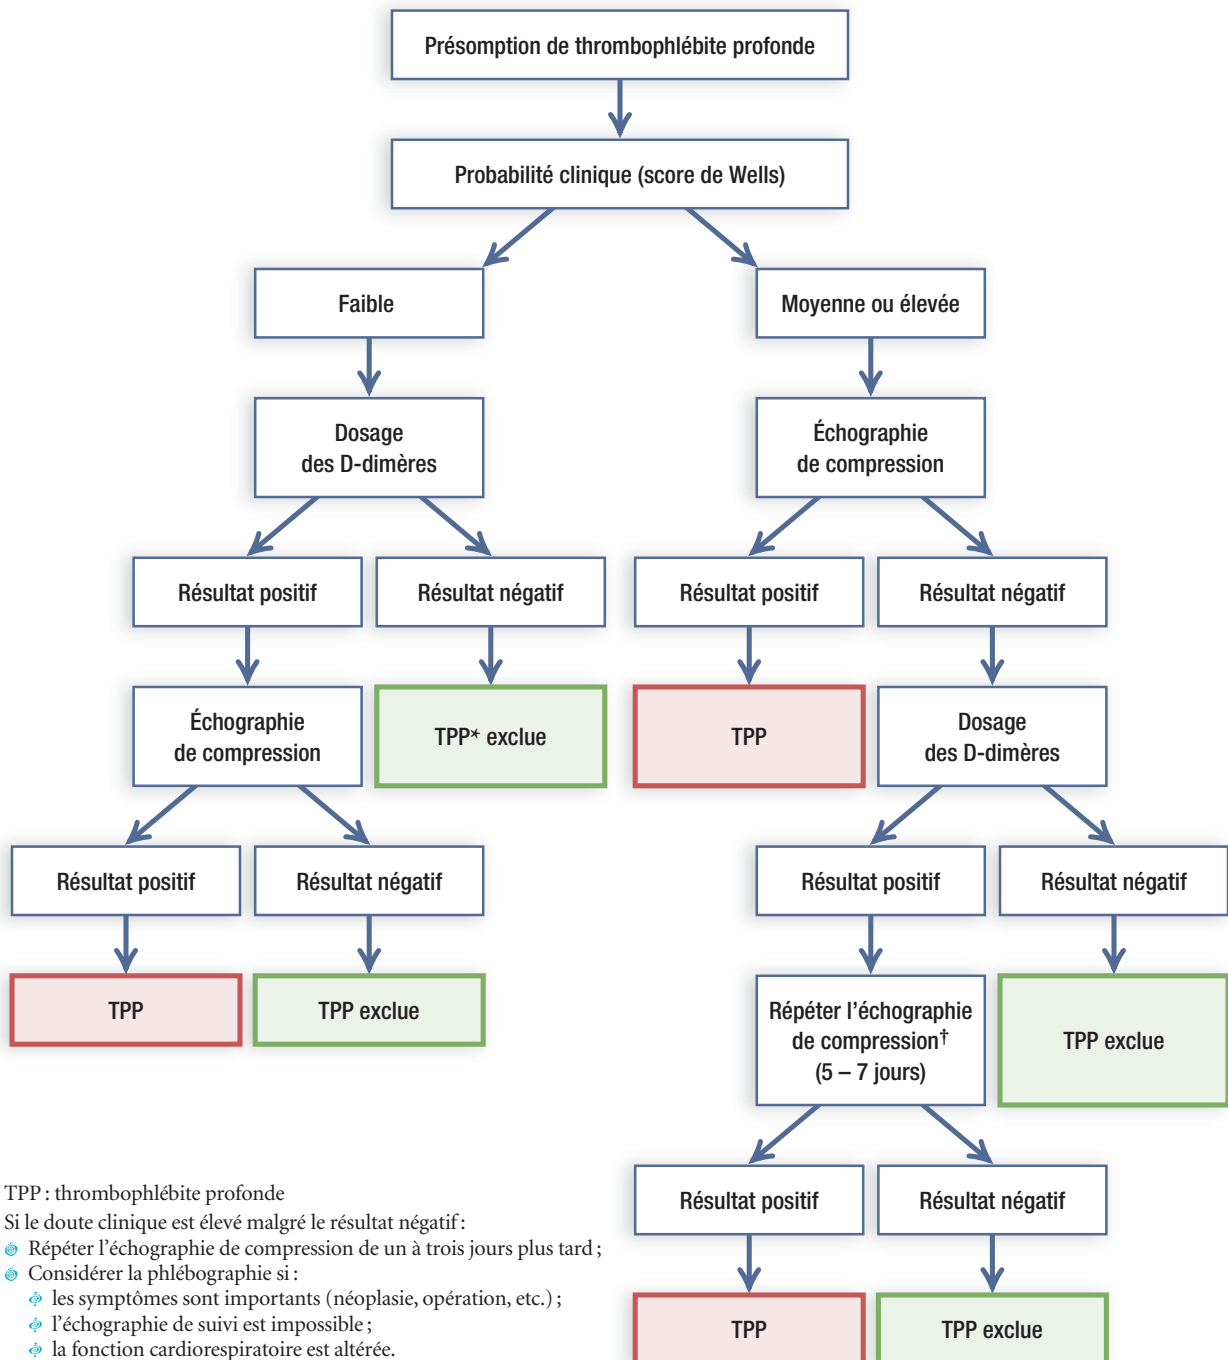 Présomption de thrombophlébite profonde
Probabilité clinique (score de Wells)
Faible
Moyenne ou élevée
Dosage
des D-dimères
Échographie
de compression
Résultat positif
Résultat négatif
Résultat positif
Résultat négatif
Échographie
de compression
TPP* exclue
TPP
Dosage
des D-dimères
Résultat positif
Résultat négatif
Résultat positif
Résultat négatif
TPP
TPP exclue
Répéter l’échographie
de compression†
(5 – 7 jours)
TPP exclue
Résultat positif
Résultat négatif
TPP
TPP exclue
TPP : thrombophlébite profonde
Si le doute clinique est élevé malgré le résultat négatif :
Répéter l’échographie de compression de un à trois jours plus tard ;
Considérer la phlébographie si :
les symptômes sont importants (néoplasie, opération, etc.) ;
l’échographie de suivi est impossible ;
la fonction cardiorespiratoire est altérée.